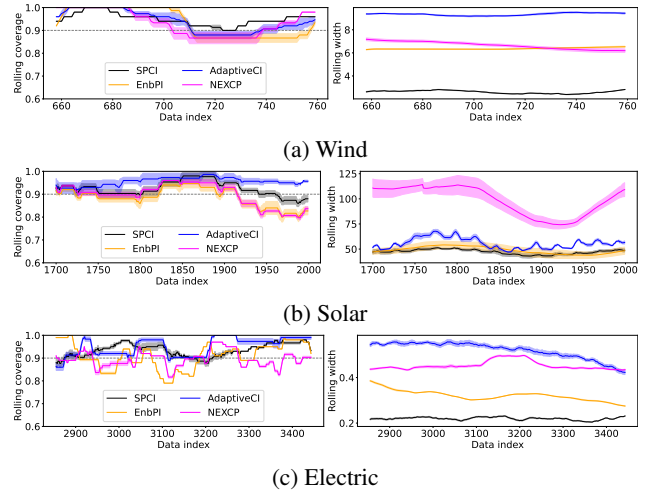 Rolling coverage
1.0
0.9
0.8
0.7
0.6
SPCI
EnbPI
AdaptiveCI
NEXCP
660
680
700
720
740
760
Data index
Rolling width
8
6
4
660
680
700
720
740
760
Data index
(a) Wind
Rolling coverage
1.0
0.9
0.8
0.7
0.6
SPCI
EnbPI
AdaptiveCI
NEXCP
1700
1750
1800
1850
1900
1950
2000
Data index
Rolling width
125
100
75
50
1700
1750
1800
1850
1900
1950
2000
Data index
(b) Solar
Rolling coverage
1.0
0.9
0.8
0.7
0.6
SPCI
EnbPI
AdaptiveCI
NEXCP
2900
3000
3100
3200
3300
3400
Data index
Rolling width
0.4
0.2
2900
3000
3100
3200
3300
3400
Data index
(c) Electric